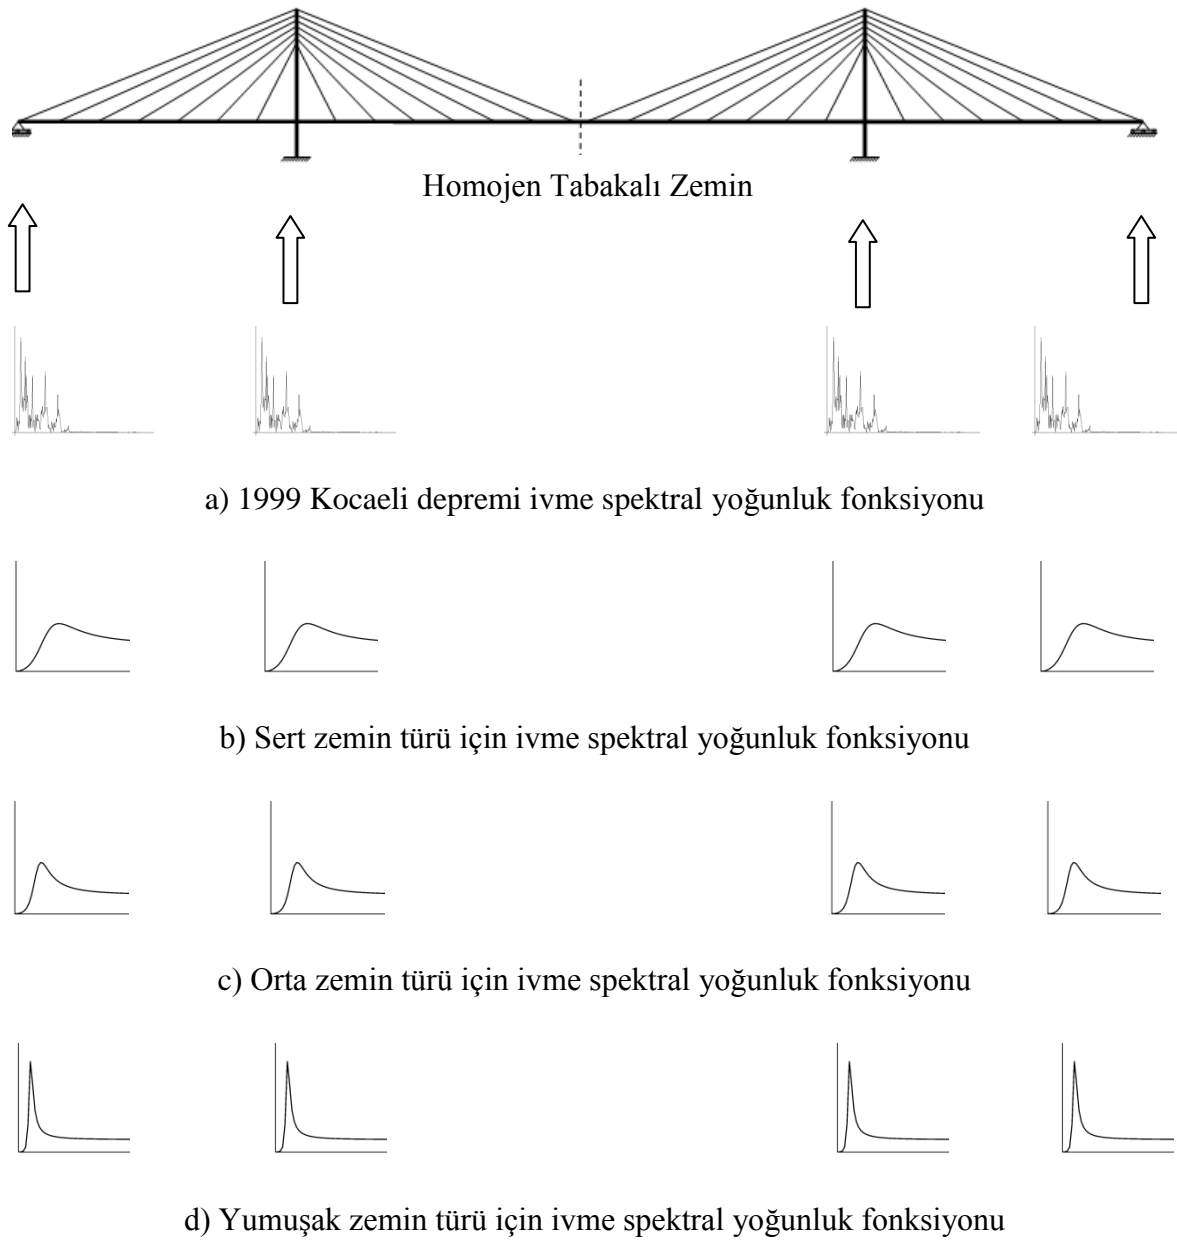 Homojen Tabakalı Zemin
a) 1999 Kocaeli depremi ivme spektral yoğunluk fonksiyonu
b) Sert zemin türü için ivme spektral yoğunluk fonksiyonu
c) Orta zemin türü için ivme spektral yoğunluk fonksiyonu
d) Yumuşak zemin türü için ivme spektral yoğunluk fonksiyonu